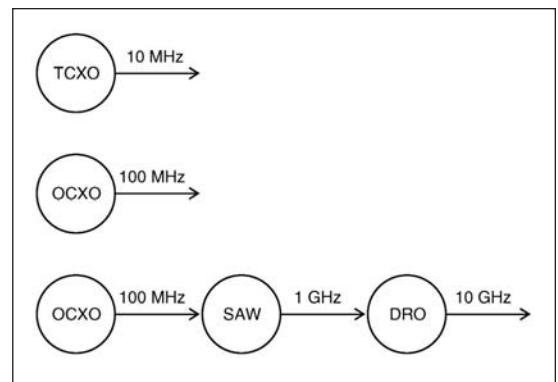 TCXO 10 MHz
OCXO 100 MHz
OCXO 100 MHz SAW 1 GHz DRO 10 GHz